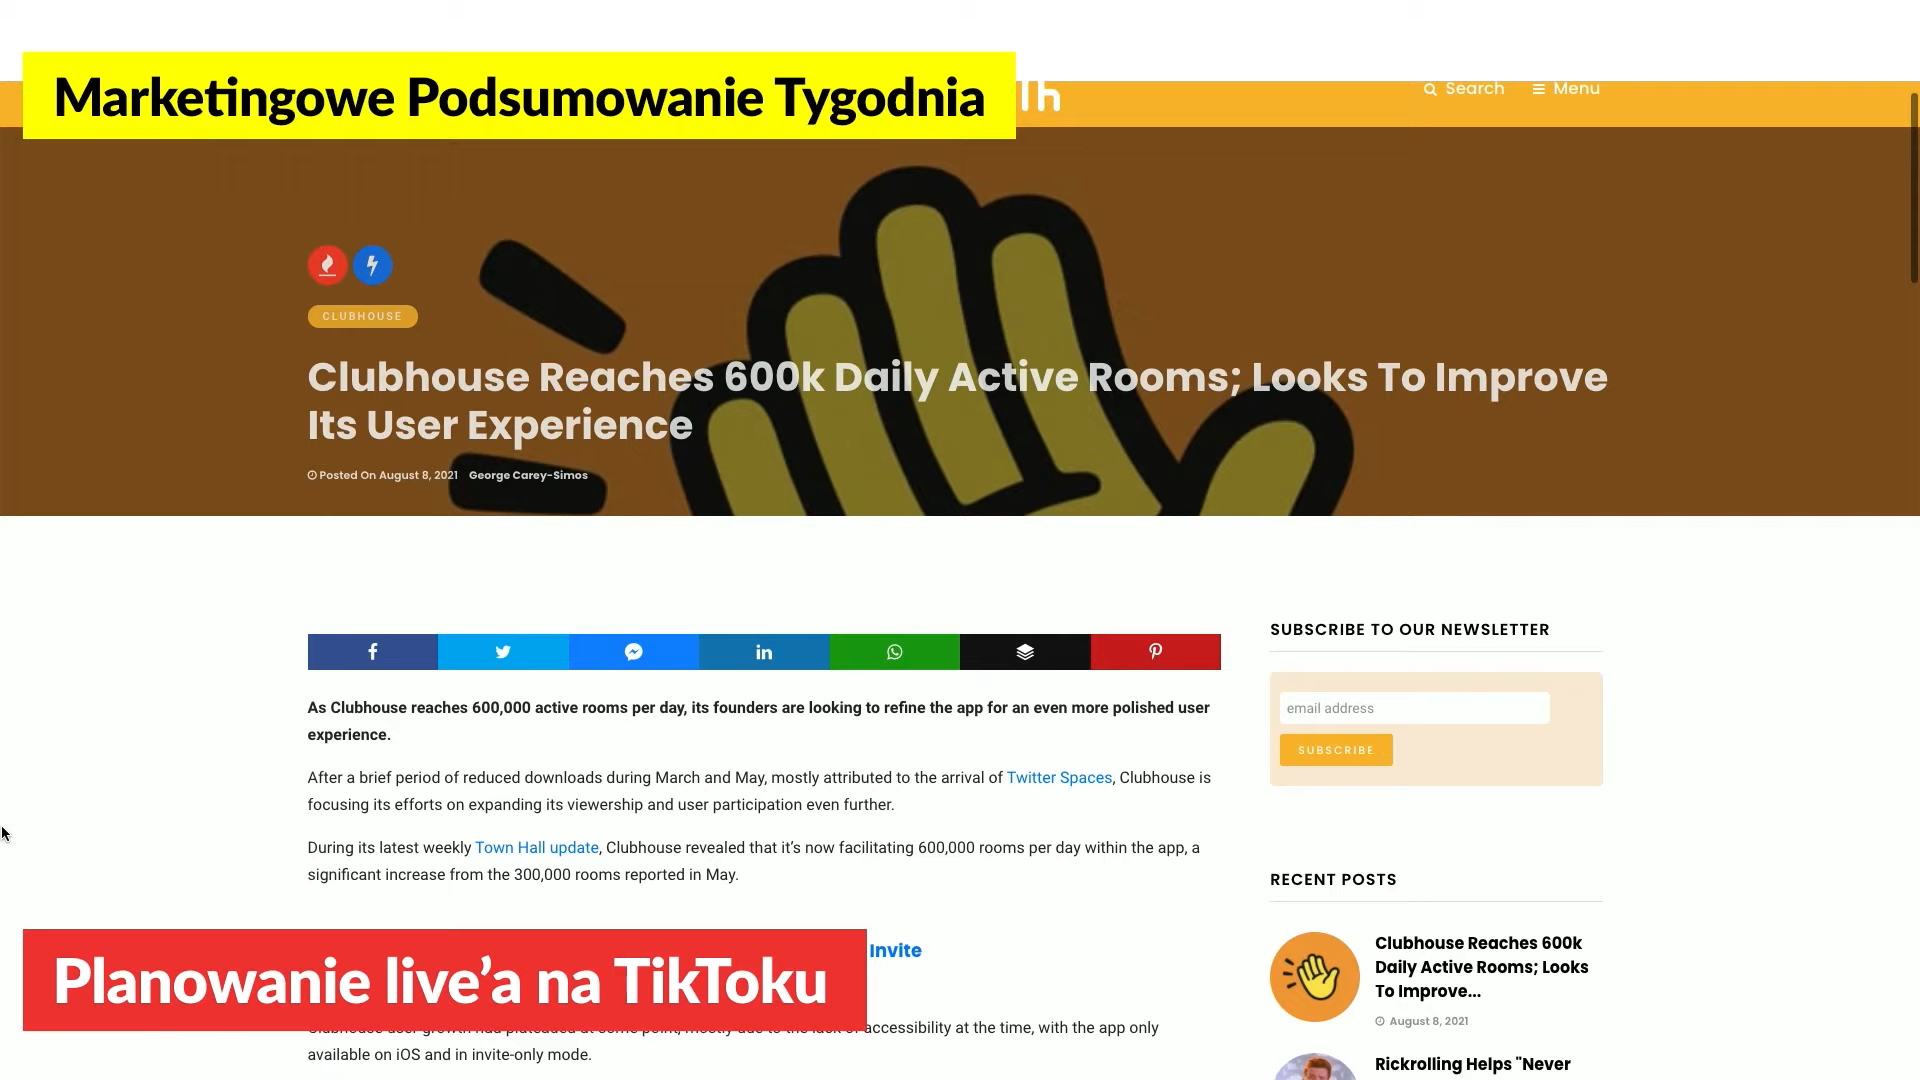 Marketingowe Podsumowanie Tygodnia
Search
Menu
CLUBHOUSE
Clubhouse Reaches 600k Daily Active Rooms; Looks To Improve
Its User Experience
Posted On August 8, 2021 George Carey-Simos
As Clubhouse reaches 600,000 active rooms per day, its founders are looking to refine the app for an even more polished user
experience.
After a brief period of reduced downloads during March and May, mostly attributed to the arrival of Twitter Spaces, Clubhouse is
focusing its efforts on expanding its viewership and user participation even further.
During its latest weekly Town Hall update, Clubhouse revealed that it's now facilitating 600,000 rooms per day within the app, a
significant increase from the 300,000 rooms reported in May.
Invite
Planowanie live'a na TikToku
accessibility at the time, with the app only
available on iOS and in invite-only mode.
SUBSCRIBE TO OUR NEWSLETTER
email address
SUBSCRIBE
RECENT POSTS
Clubhouse Reaches 600k
Daily Active Rooms; Looks
To Improve...
August 8, 2021
Rickrolling Helps "Never